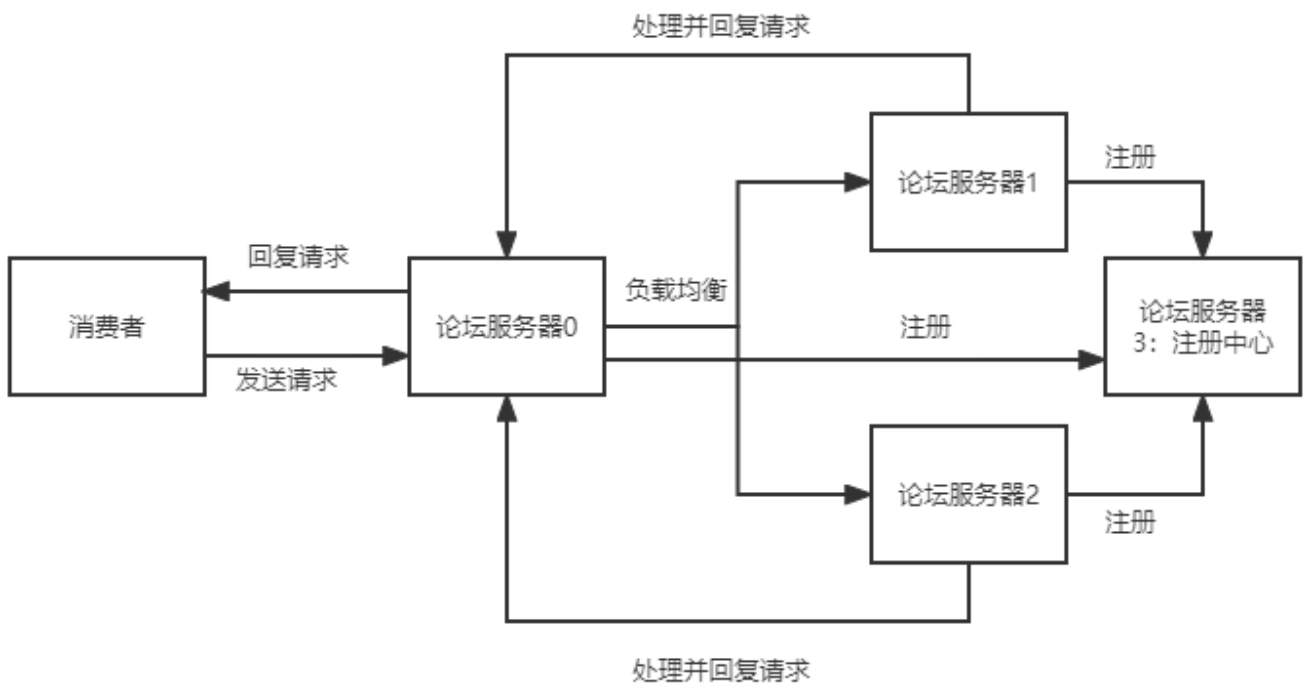 处理并回复请求
论坛服务器1
注册
回复请求
消费者
发送请求
论坛服务器0
负载均衡
注册
论坛服务器
3：注册中心
论坛服务器2
注册
处理并回复请求